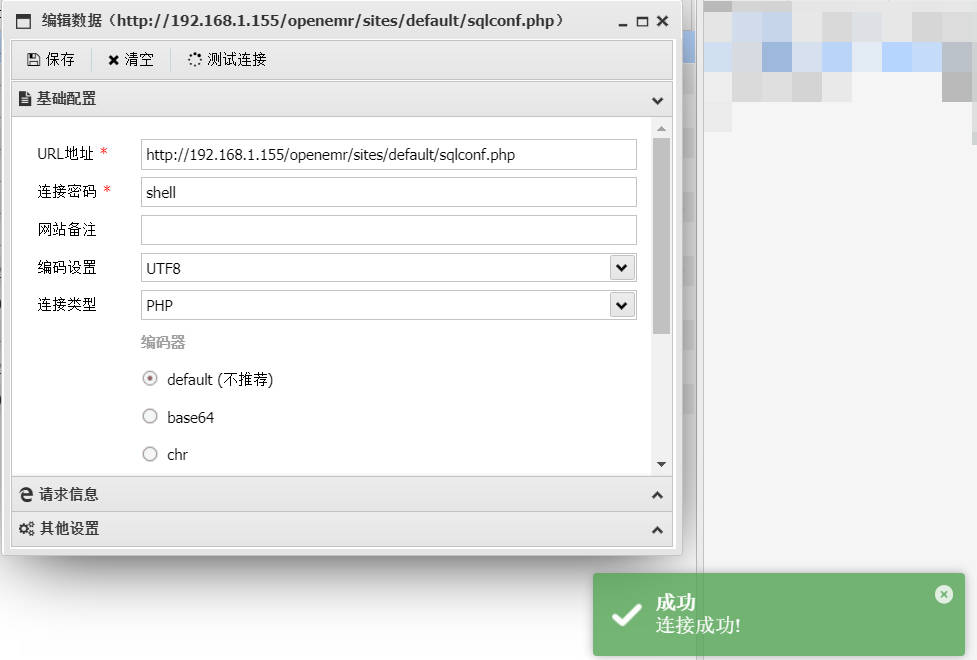 编辑数据（http://192.168.1.155/openemr/sites/default/sqlconf.php）
保存 清空 测试连接
基础配置
URL地址 * http://192.168.1.155/openemr/sites/default/sqlconf.php
连接密码 * shell
网站备注
编码设置 UTF8
连接类型 PHP
编码器
default (不推荐)
base64
chr
请求信息
其他设置
成功
连接成功!